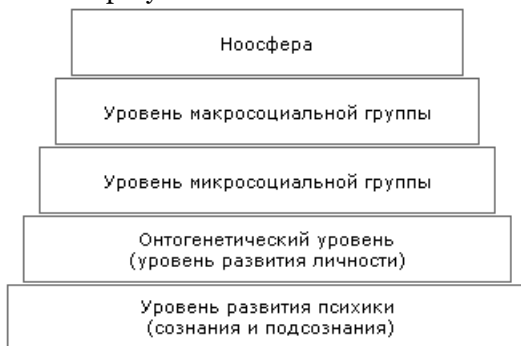 Ноосфера
Уровень макросоциальной группы
Уровень микросоциальной группы
Онтогенетический уровень
(уровень развития личности)
Уровень развития психики
(сознания и подсознания)